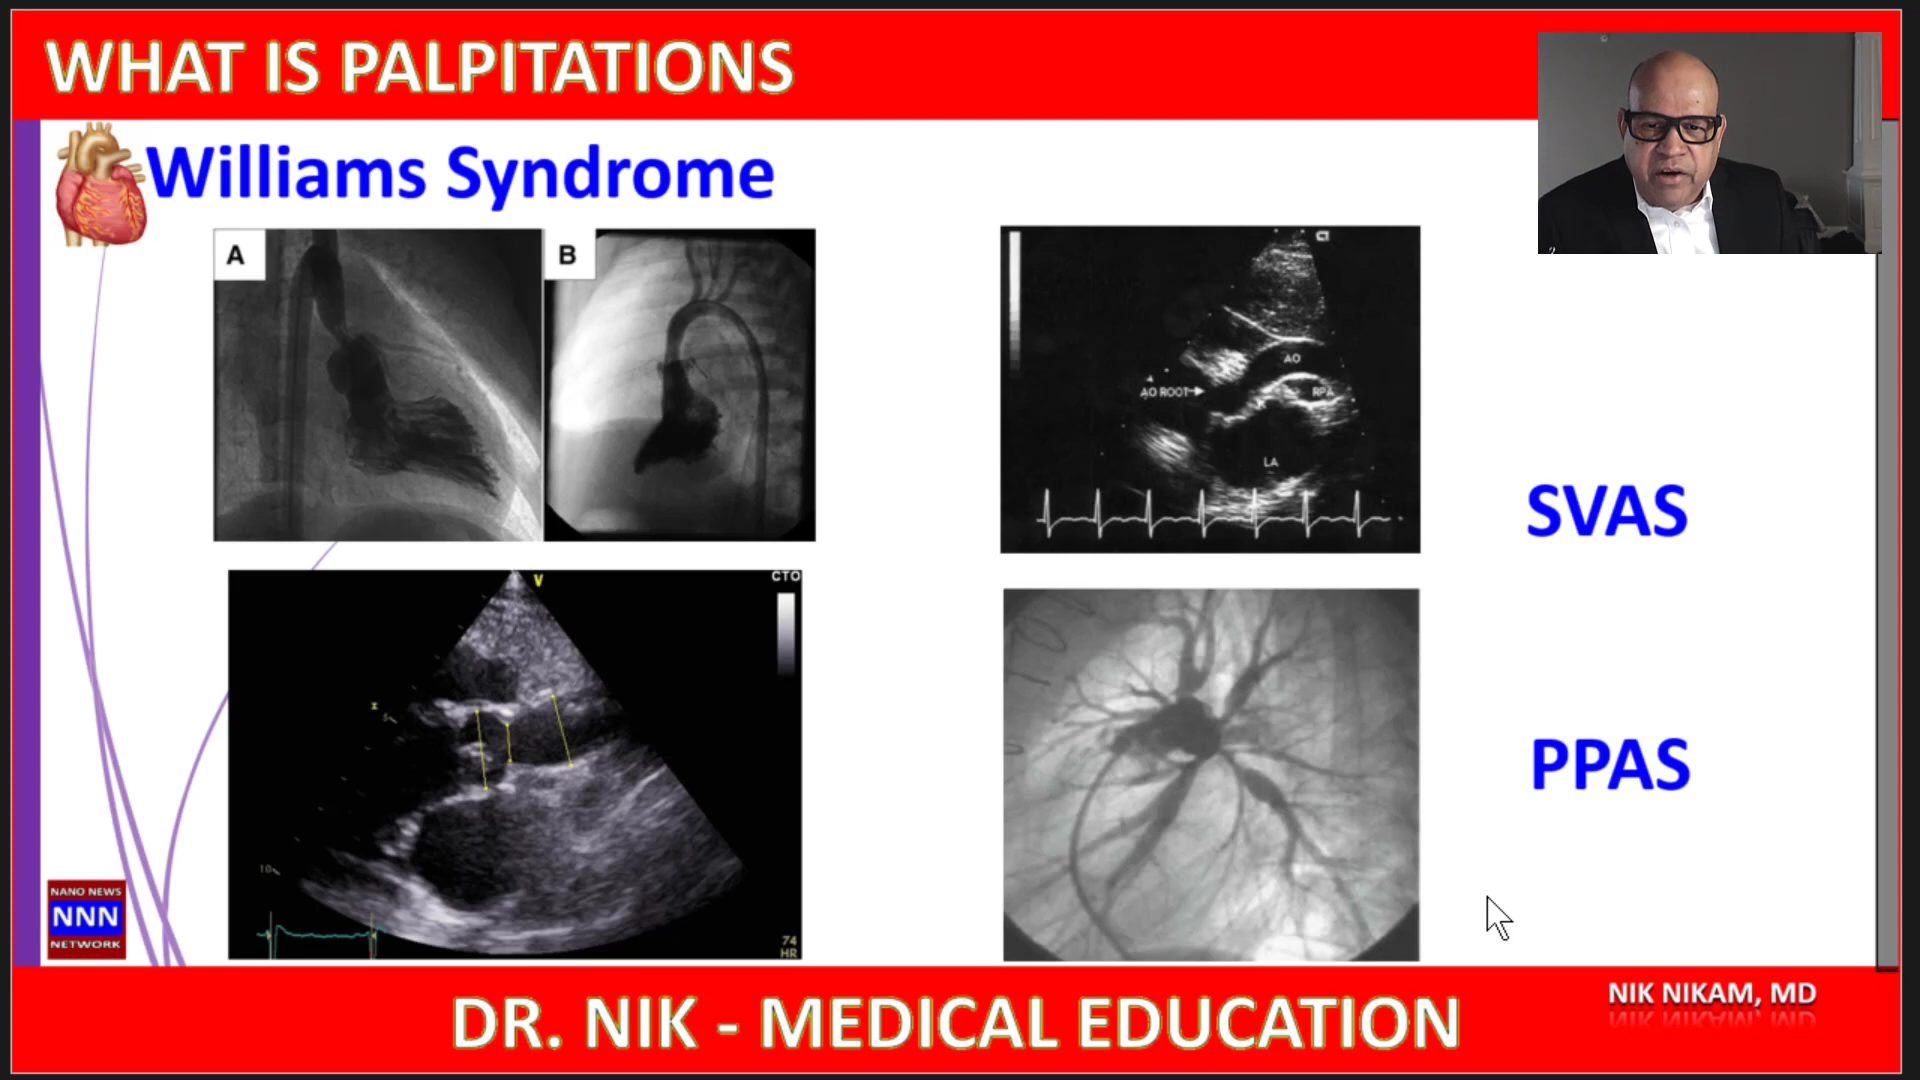 WHAT IS PALPITATIONS
Williams Syndrome
A
B
AO
AO ROOT
RPA
LA
SVAS
V
CTO
x
5
10
74
HR
PPAS
NANO NEWS
NNN
NETWORK
DR. NIK - MEDICAL EDUCATION
NIK NIKAM, MD